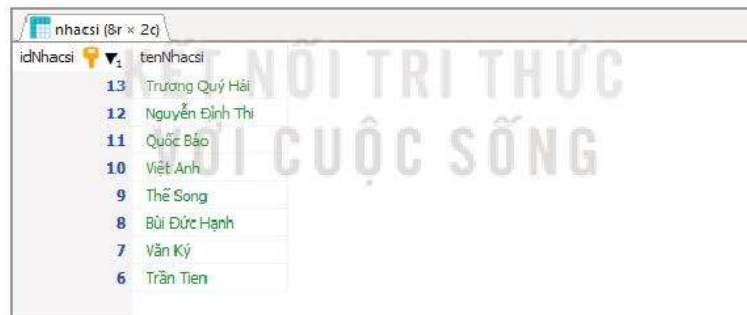 nhacsi (8r × 2c)
idNhacsi 1 tenNhacsi
13 Trương Quý Hải
12 Nguyễn Đình Thi
11 Quốc Bảo
10 Việt Anh
9 Thế Song
8 Bùi Đức Hạnh
7 Văn Ký
6 Trần Tien
KẾT NỐI TRI THỨC
VỚI CUỘC SỐNG